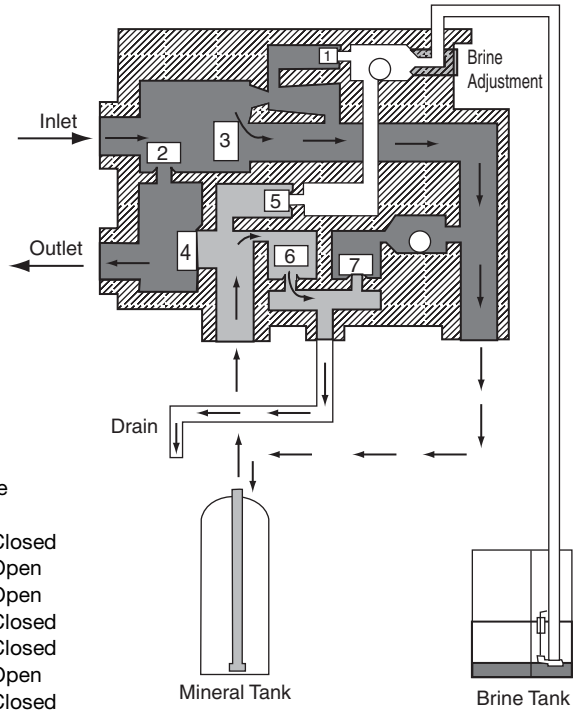 1
Brine
Adjustment
Inlet
3
2
5
Outlet
4
6
7
Drain
Closed
Open
Open
Closed
Closed
Open
Closed
Mineral Tank
Brine Tank